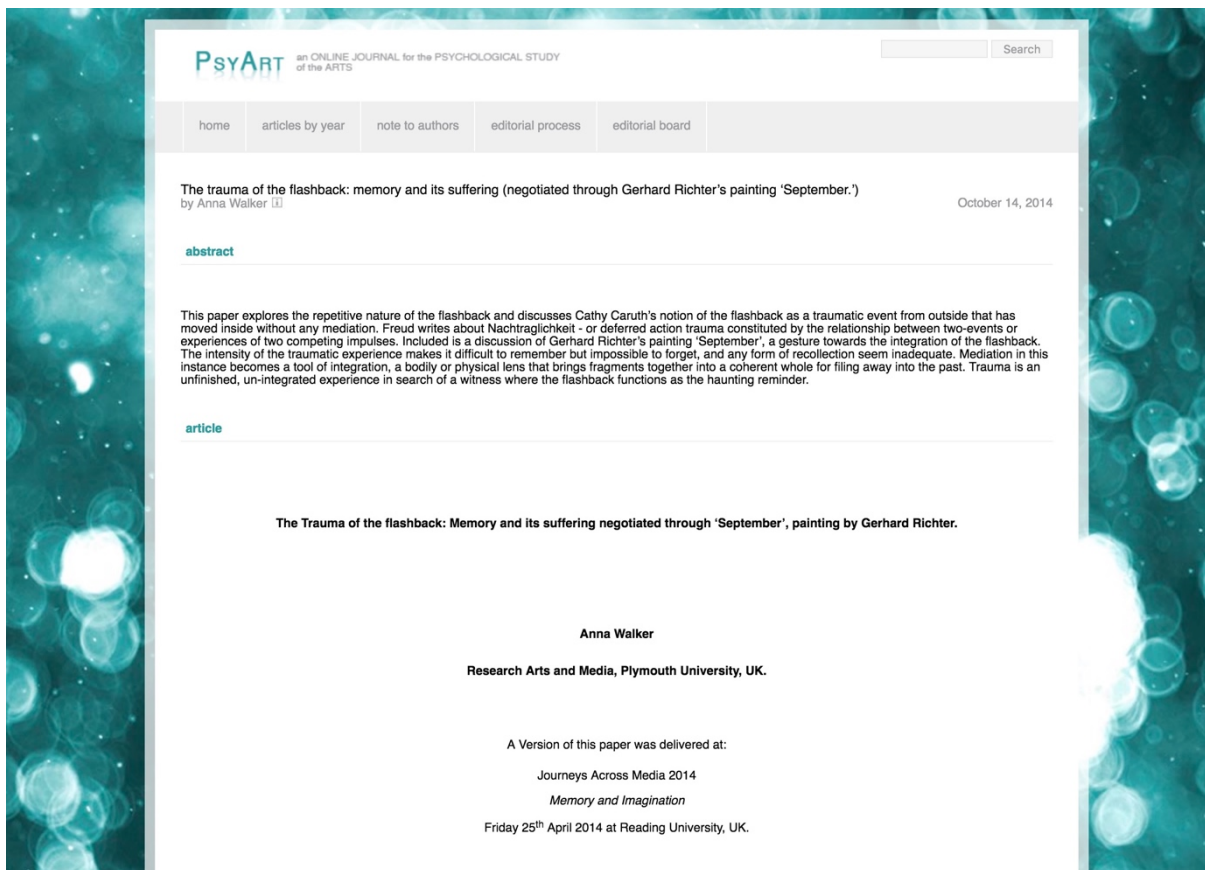 PSYART
an ONLINE JOURNAL for the PSYCHOLOGICAL STUDY
of the ARTS
Search
home
articles by year
note to authors
editorial process
editorial board
The trauma of the flashback: memory and its suffering (negotiated through Gerhard Richter’s painting ‘September.’)
by Anna Walker
October 14, 2014
abstract
This paper explores the repetitive nature of the flashback and discusses Cathy Caruth’s notion of the flashback as a traumatic event from outside that has
moved inside without any mediation. Freud writes about Nachtraglichkeit - or deferred action trauma constituted by the relationship between two-events or
experiences of two competing impulses. Included is a discussion of Gerhard Richter’s painting ‘September’, a gesture towards the integration of the flashback.
The intensity of the traumatic experience makes it difficult to remember but impossible to forget, and any form of recollection seem inadequate. Mediation in this
instance becomes a tool of integration, a bodily or physical lens that brings fragments together into a coherent whole for filing away into the past. Trauma is an
unfinished, un-integrated experience in search of a witness where the flashback functions as the haunting reminder.
article
The Trauma of the flashback: Memory and its suffering negotiated through ‘September’, painting by Gerhard Richter.
Anna Walker
Research Arts and Media, Plymouth University, UK.
A Version of this paper was delivered at:
Journeys Across Media 2014
Memory and Imagination
Friday 25th April 2014 at Reading University, UK.